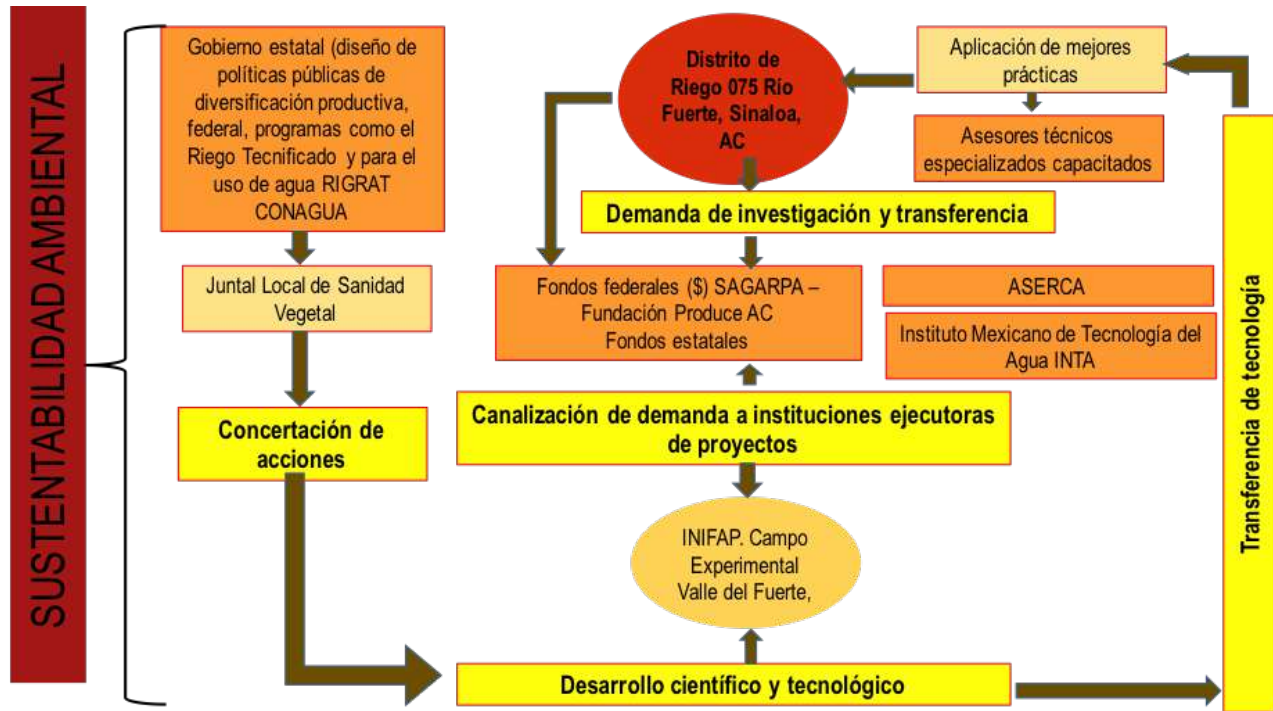 SUSTENTABILIDAD AMBIENTAL
Gobierno estatal (diseño de
políticas públicas de
diversificación productiva,
federal, programas como el
Riego Tecnificado y para el
uso de agua RIGRAT
CONAGUA
Juntal Local de Sanidad
Vegetal
Concertación de
acciones
Distrito de
Riego 075 Río
Fuerte, Sinaloa,
AC
Demanda de investigación y transferencia
Fondos federales ($) SAGARPA –
Fundación Produce AC
Fondos estatales
Canalización de demanda a instituciones ejecutoras
de proyectos
INIFAP. Campo
Experimental
Valle del Fuerte,
Desarrollo científico y tecnológico
Aplicación de mejores
prácticas
Asesores técnicos
especializados capacitados
ASERCA
Instituto Mexicano de Tecnología del
Agua INTA
Transferencia de tecnología